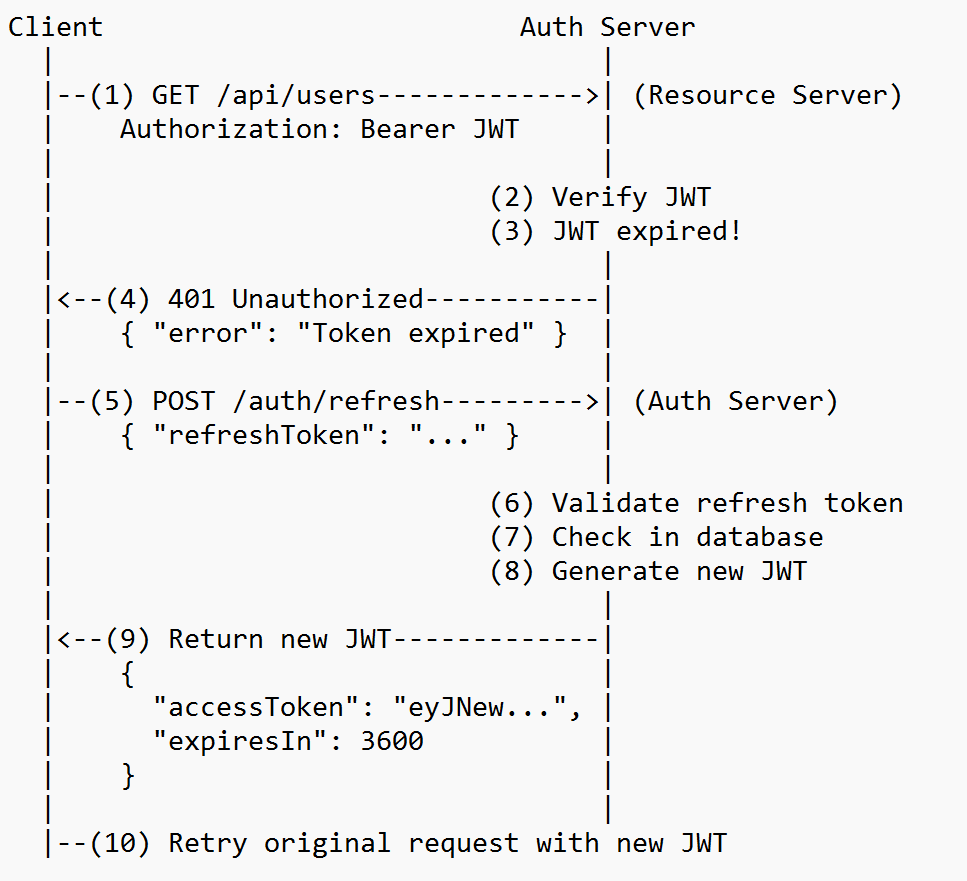 Client                                                          Auth Server
  |                                  |
  |--(1) GET /api/users------------->| (Resource Server)
  |    Authorization: Bearer JWT     |
  |                                  |
  |                           (2) Verify JWT
  |                           (3) JWT expired!
  |                                  |
  |<--(4) 401 Unauthorized-----------|
  |    { "error": "Token expired" }  |
  |                                  |
  |--(5) POST /auth/refresh--------->| (Auth Server)
  |    { "refreshToken": "..." }     |
  |                                  |
  |                           (6) Validate refresh token
  |                           (7) Check in database
  |                           (8) Generate new JWT
  |                                  |
  |<--(9) Return new JWT-------------|
  |    {                             |
  |      "accessToken": "eyJNew...", |
  |      "expiresIn": 3600           |
  |    }                             |
  |                                  |
  |--(10) Retry original request with new JWT